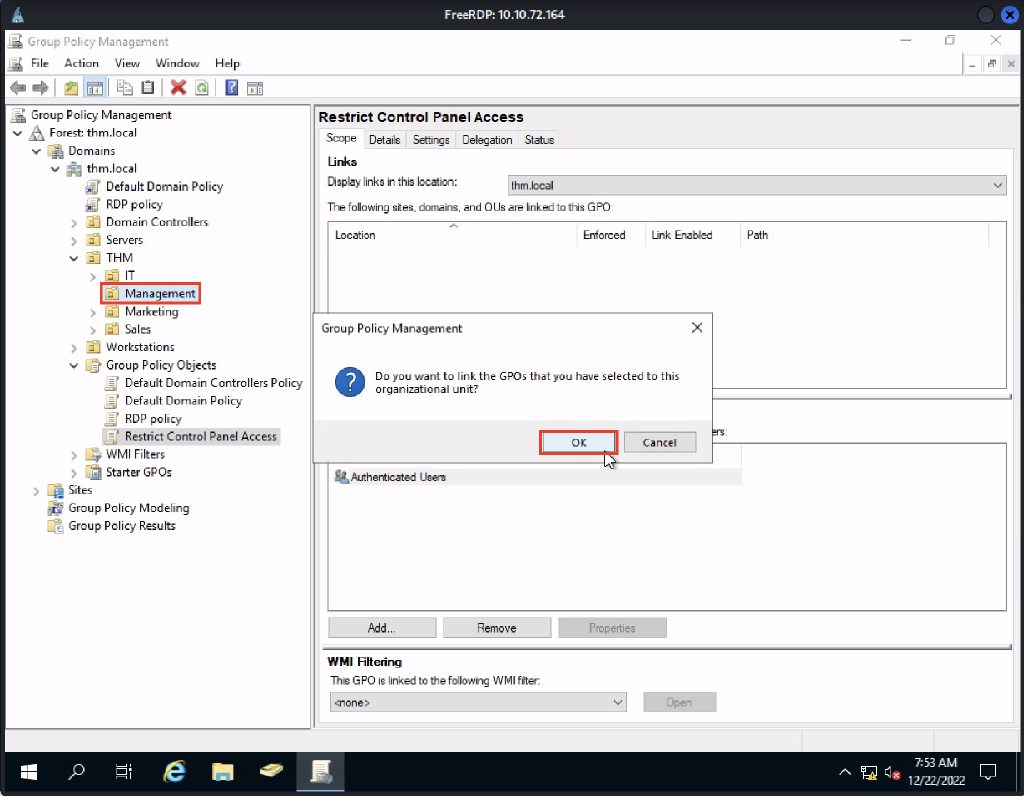 FreeRDP: 10.10.72.164
Group Policy Management
File Action View Window Help
Group Policy Management
Forest: thm.local
Domains
thm.local
Default Domain Policy
RDP policy
Domain Controllers
Servers
THM
IT
Management
Marketing
Sales
Workstations
Group Policy Objects
Default Domain Controllers Policy
Default Domain Policy
RDP policy
Restrict Control Panel Access
WMI Filters
Starter GPOs
Sites
Group Policy Modeling
Group Policy Results
Restrict Control Panel Access
Scope Details Settings Delegation Status
Links
Display links in this location: thm.local
The following sites, domains, and OUs are linked to this GPO:
Location Enforced Link Enabled Path
Group Policy Management
Do you want to link the GPOs that you have selected to this
organizational unit?
OK Cancel
ers:
Authenticated Users
Add... Remove Properties
WMI Filtering
This GPO is linked to the following WMI filter:
<none> Open
7:53 AM
12/22/2022